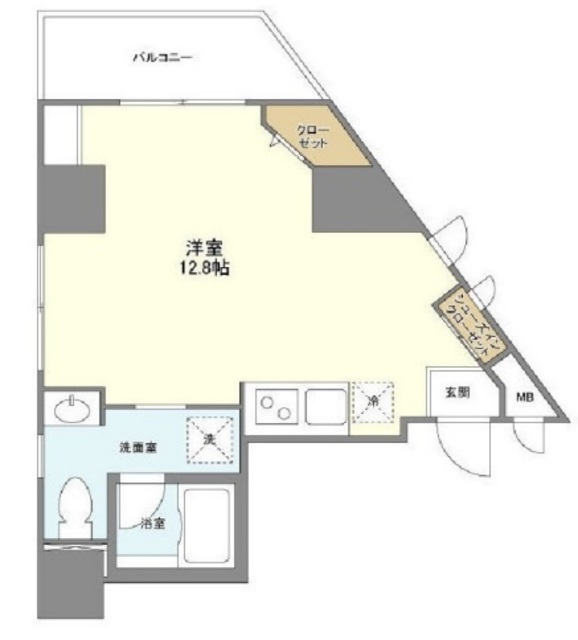 バルコニー
クロー
ゼット
洋室
12.8帖
シューズイン
クローゼット
冷
玄関
MB
洗面室
洗
浴室